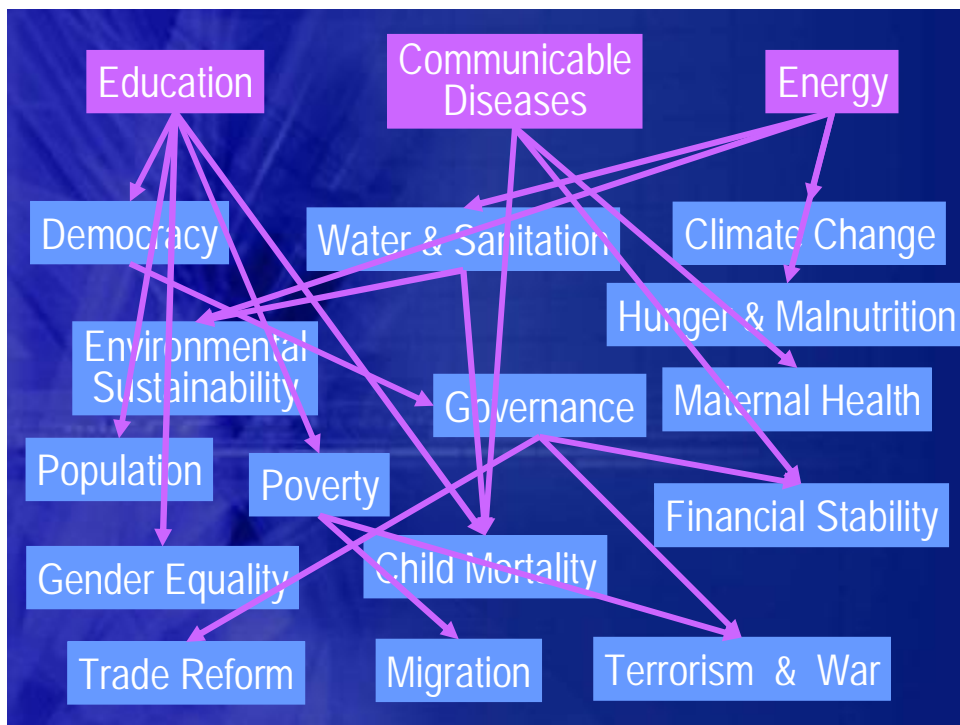 Education
Communicable
Diseases
Energy
Democracy
Water & Sanitation
Climate Change
Hunger & Malnutrition
Environmental
Sustainability
Governance
Maternal Health
Population
Poverty
Financial Stability
Gender Equality
Child Mortality
Trade Reform
Migration
Terrorism & War